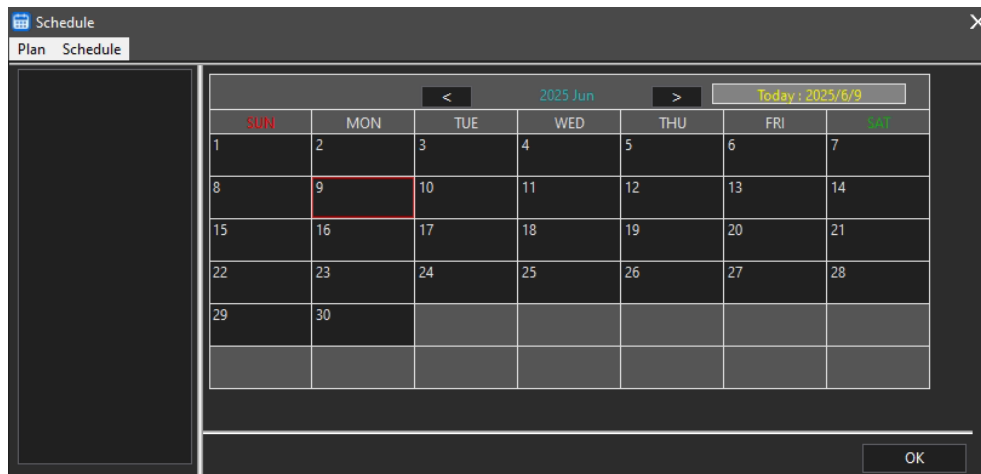 Schedule
Plan Schedule
< 2025 Jun > Today : 2025/6/9
SUN MON TUE WED THU FRI SAT
1 2 3 4 5 6 7
8 9 10 11 12 13 14
15 16 17 18 19 20 21
22 23 24 25 26 27 28
29 30
OK